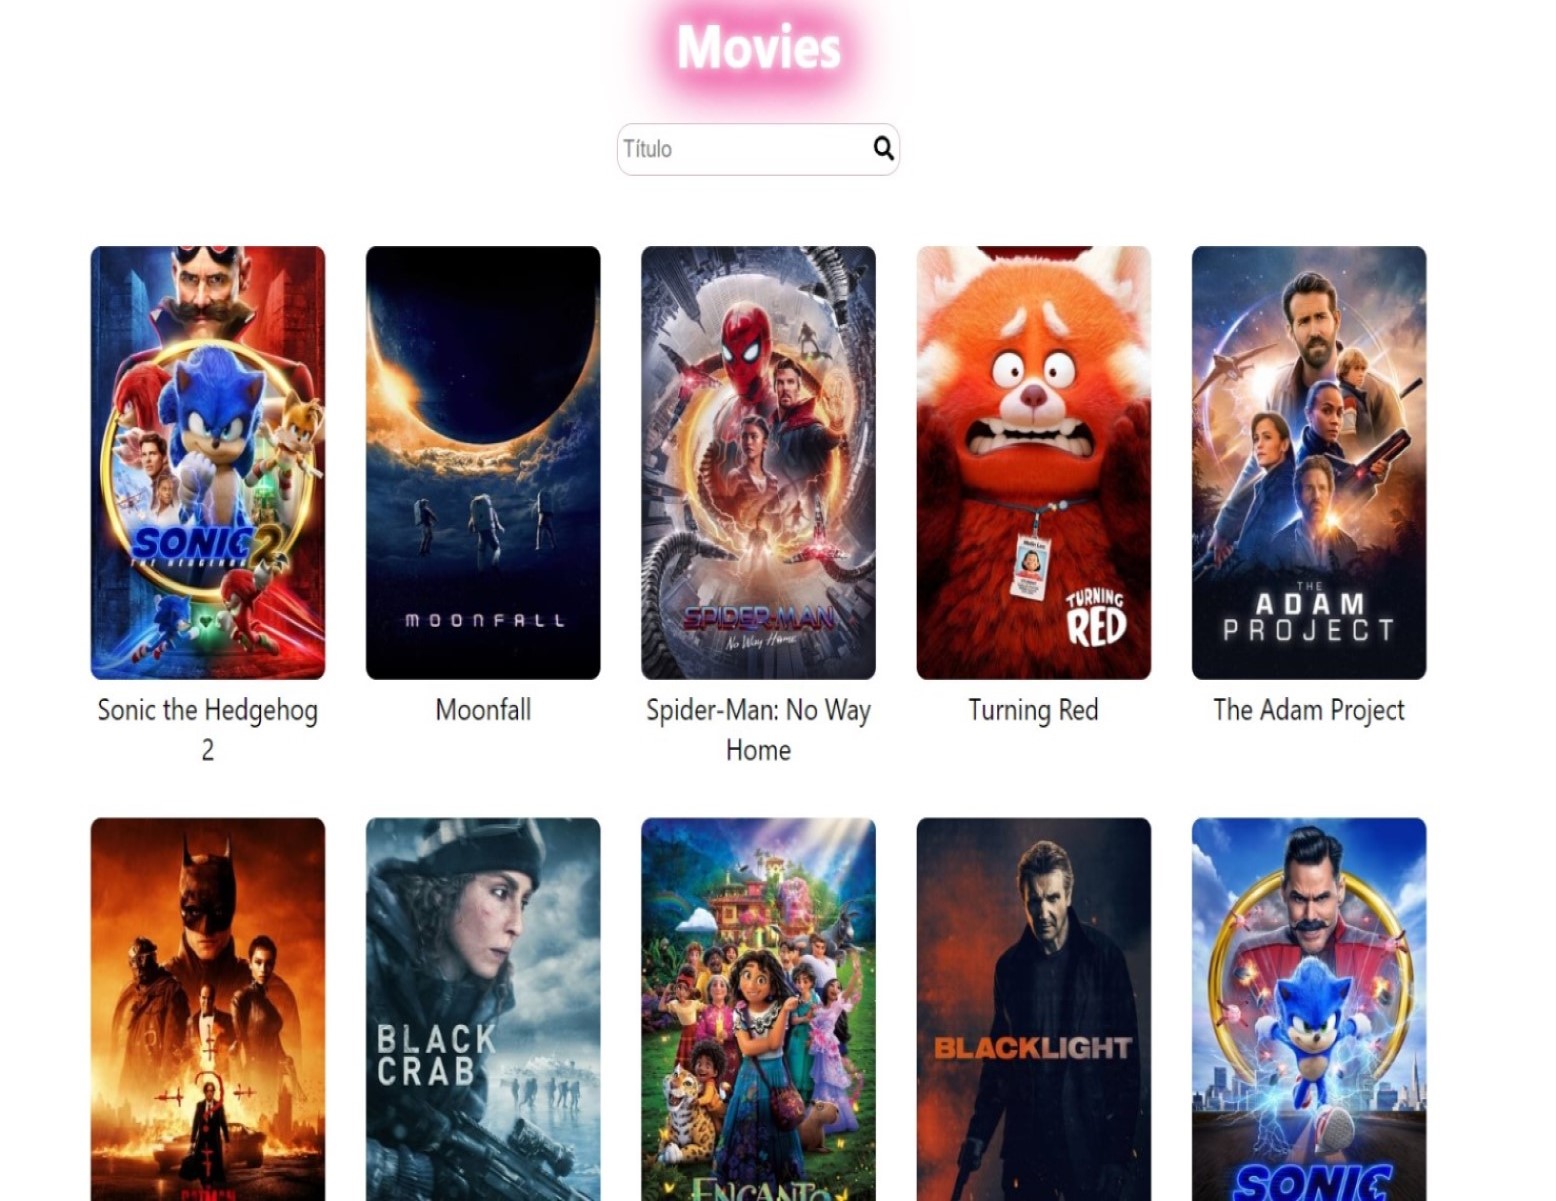 Movies
Título
SONIC 2
THE HEDGEHOG
MOONFALL
SPIDER-MAN
No Way Home
TURNING
RED
THE
ADAM
PROJECT
Sonic the Hedgehog
2
Moonfall
Spider-Man: No Way
Home
Turning Red
The Adam Project
BLACK
CRAB
ENCANTO
BLACKLIGHT
SONIC